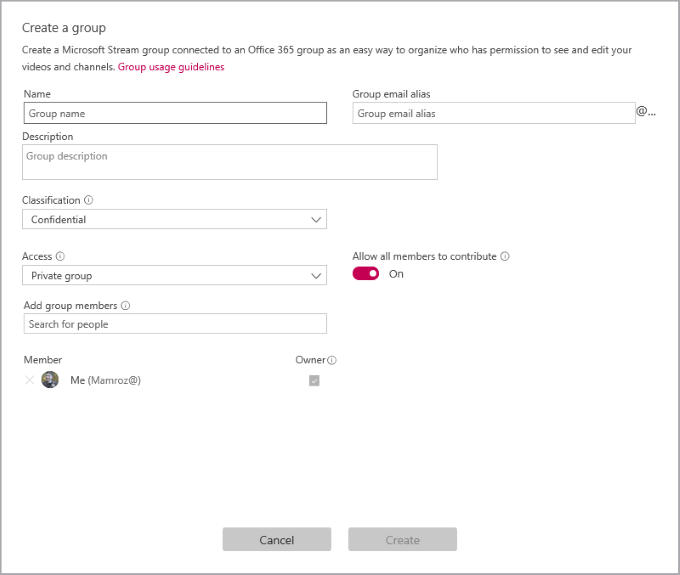 Create a group
Create a Microsoft Stream group connected to an Office 365 group as an easy way to organize who has permission to see and edit your
videos and channels. Group usage guidelines
Name
Group email alias
Group name
Group email alias
@...
Description
Group description
Classification
Confidential
Access
Allow all members to contribute
Private group
On
Add group members
Search for people
Member
Owner
Me (Mamroz@)
Cancel
Create